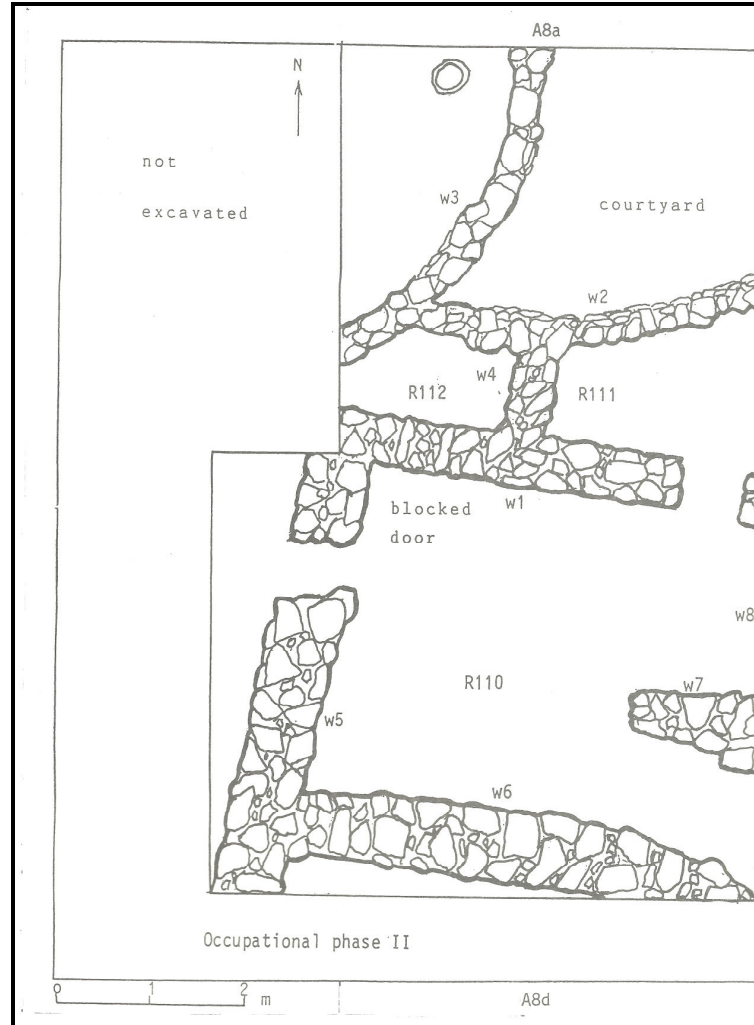 A8a
N
not
excavated
w3
courtyard
w2
w4
R112
R111
blocked
door
w1
w8
R110
w7
w5
w6
Occupational phase II
0 1 2 m
A8d